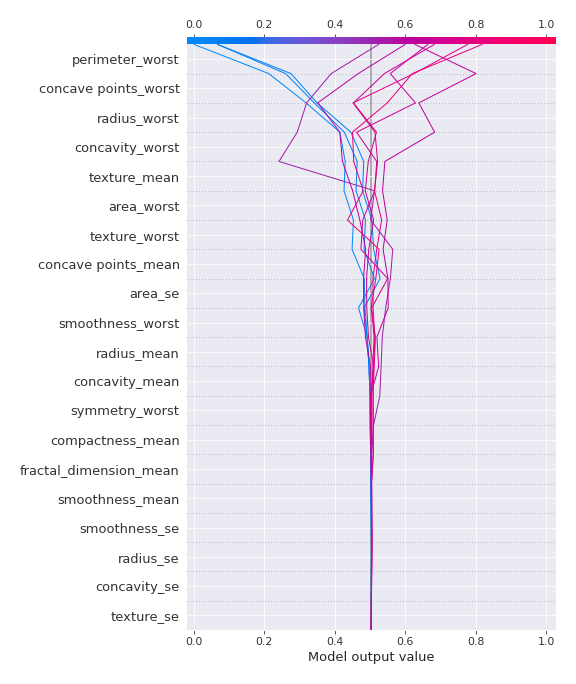 0.0 0.2 0.4 0.6 0.8 1.0
perimeter_worst
concave points_worst
radius_worst
concavity_worst
texture_mean
area_worst
texture_worst
concave points_mean
area_se
smoothness_worst
radius_mean
concavity_mean
symmetry_worst
compactness_mean
fractal_dimension_mean
smoothness_mean
smoothness_se
radius_se
concavity_se
texture_se
0.0 0.2 0.4 0.6 0.8 1.0
Model output value